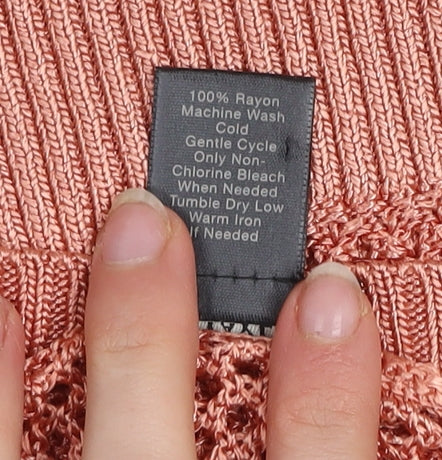 100% Rayon
Machine Wash
Cold
Gentle Cycle
Only Non-
Chlorine Bleach
When Needed
Tumble Dry Low
Warm Iron
If Needed